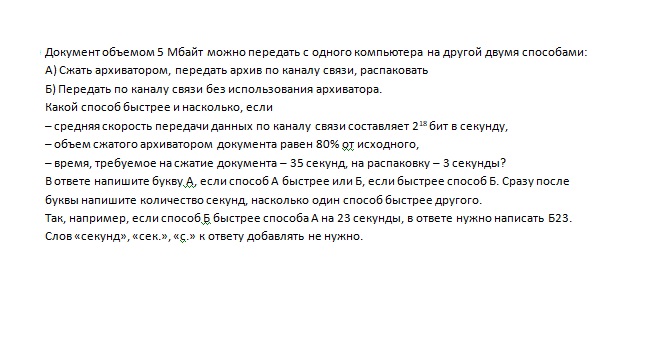 Документ объемом 5 Мбайт можно передать с одного компьютера на другой двумя способами:
А) Сжать архиватором, передать архив по каналу связи, распаковать
Б) Передать по каналу связи без использования архиватора.
Какой способ быстрее и насколько, если
– средняя скорость передачи данных по каналу связи составляет 2¹⁸ бит в секунду,
– объем сжатого архиватором документа равен 80% от исходного,
– время, требуемое на сжатие документа – 35 секунд, на распаковку – 3 секунды?
В ответе напишите букву А, если способ А быстрее или Б, если быстрее способ Б. Сразу после
буквы напишите количество секунд, насколько один способ быстрее другого.
Так, например, если способ Б быстрее способа А на 23 секунды, в ответе нужно написать Б23.
Слов «секунд», «сек.», «с.» к ответу добавлять не нужно.